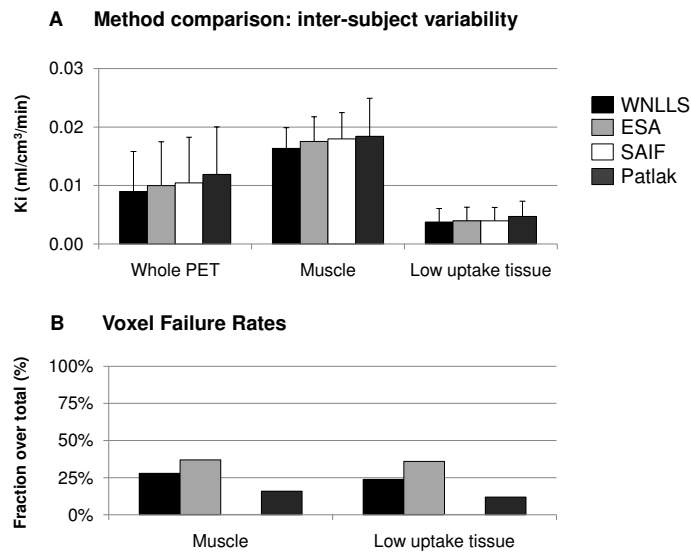 A Method comparison: inter-subject variability
Ki (ml/cm³/min)
0.03
0.02
0.01
0.00
Whole PET Muscle Low uptake tissue
WNLLS
ESA
SAIF
Patlak
B Voxel Failure Rates
Fraction over total (%)
100%
75%
50%
25%
0%
Muscle Low uptake tissue